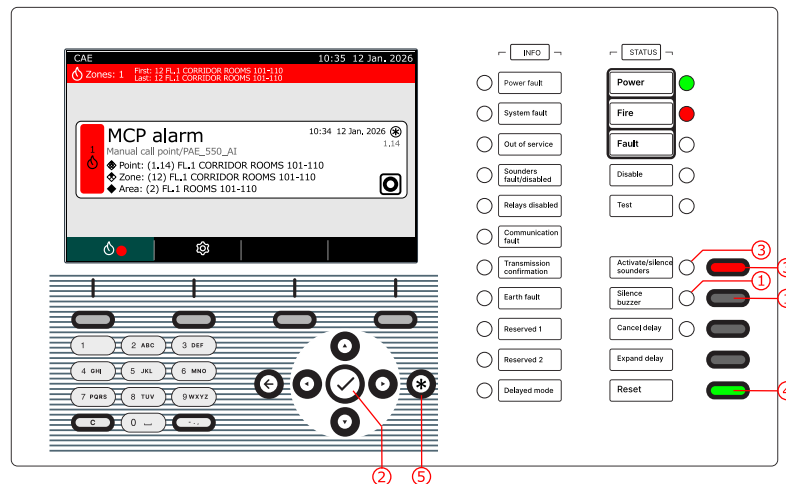 CAE
10:35 12 Jan. 2026
Zones: 1
First: 12 FL.1 CORRIDOR ROOMS 101-110
Last: 12 FL.1 CORRIDOR ROOMS 101-110
1
MCP alarm
10:34 12 Jan. 2026
Manual call point/PAE_550_AI
1.14
Point: (1.14) FL.1 CORRIDOR ROOMS 101-110
Zone: (12) FL.1 CORRIDOR ROOMS 101-110
Area: (2) FL.1 ROOMS 101-110
1
2 ABC
3 DEF
4 GHIJ
5 JKL
6 MNO
7 PQRS
8 TUV
9 WXYZ
C
0
. . ,
2
5
INFO
Power fault
System fault
Out of service
Sounders
fault/disabled
Relays disabled
Communication
fault
Transmission
confirmation
Earth fault
Reserved 1
Reserved 2
Delayed mode
STATUS
Power
Fire
Fault
Disable
Test
3
Activate/silence
sounders
3
1
Silence
buzzer
Cancel delay
Expand delay
Reset
4